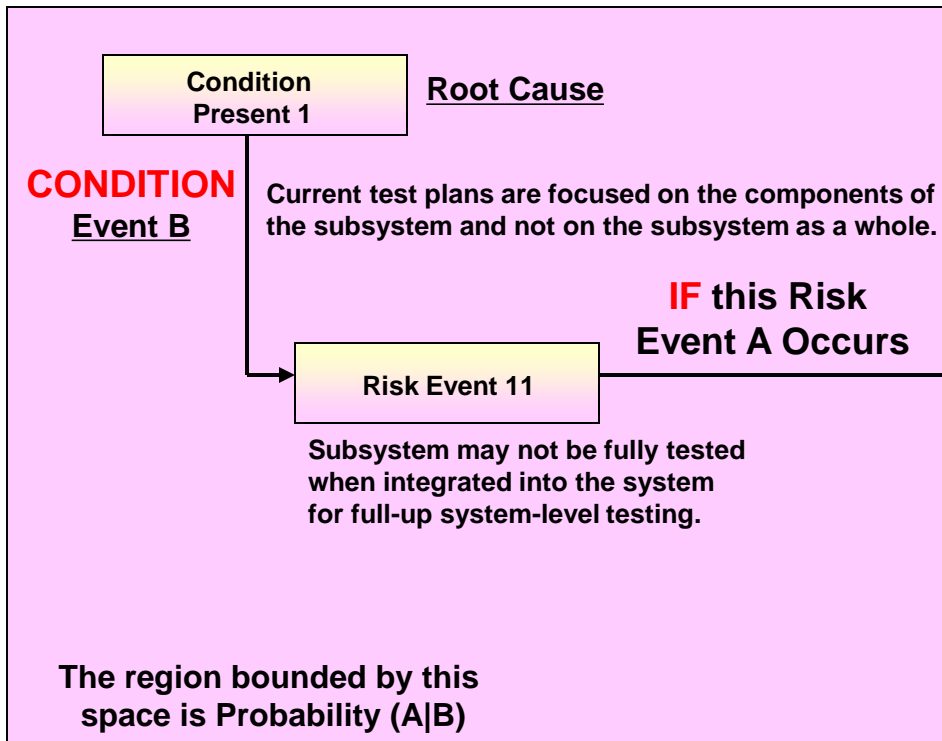 Condition
Present 1
Root Cause
CONDITION
Event B
Current test plans are focused on the components of
the subsystem and not on the subsystem as a whole.
IF this Risk
Event A Occurs
Risk Event 11
Subsystem may not be fully tested
when integrated into the system
for full-up system-level testing.
The region bounded by this
space is Probability (A|B)